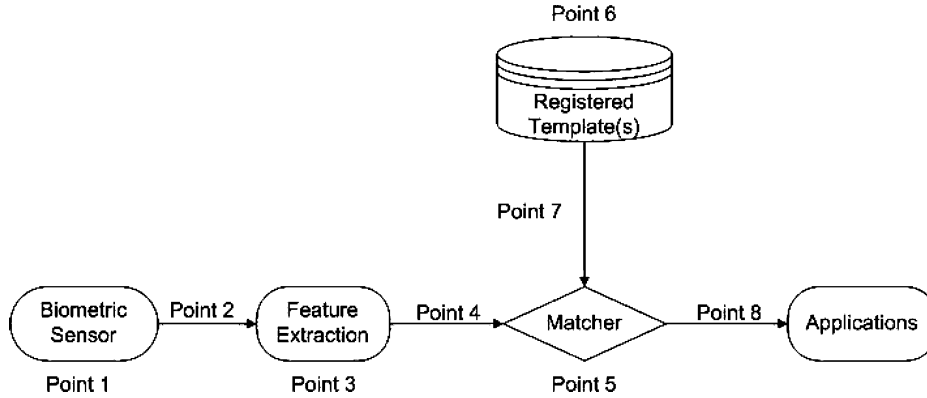 Point 6
Registered
Template(s)
Point 7
Biometric
Sensor
Point 2
Feature
Extraction
Point 4
Matcher
Point 8
Applications
Point 1
Point 3
Point 5